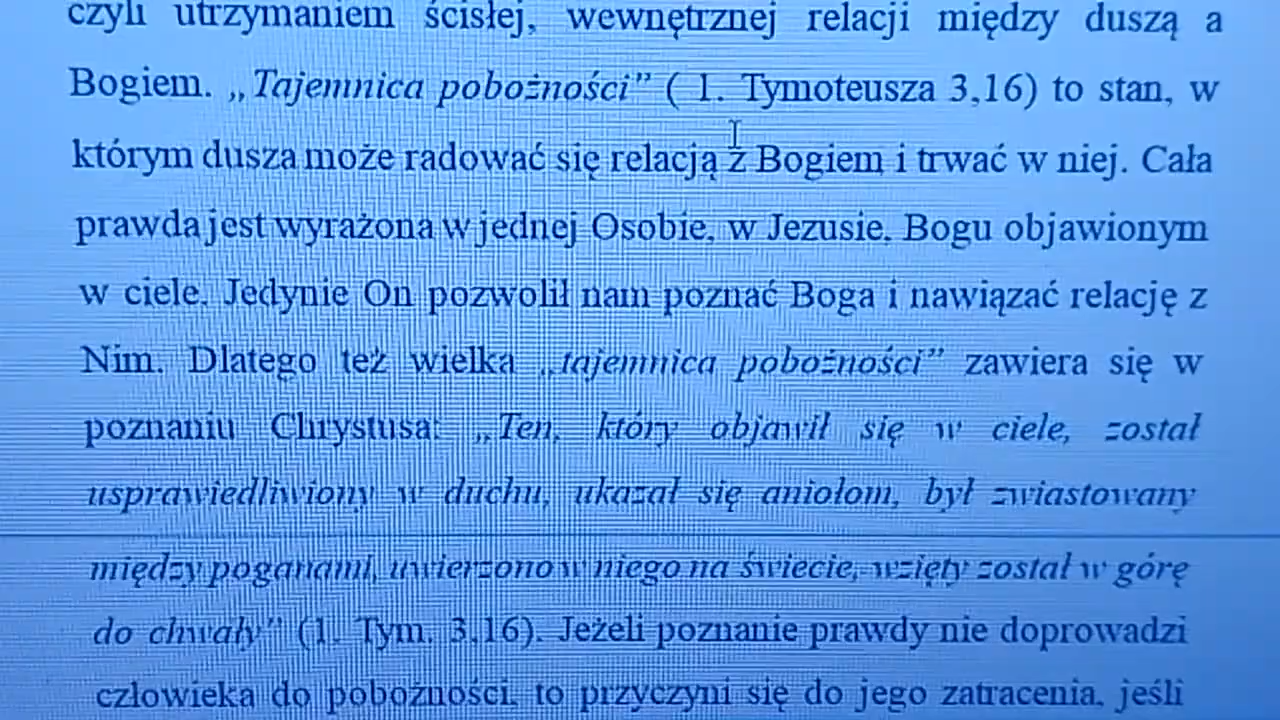 czyli utrzymaniem ścisłej, wewnętrznej relacji między duszą a
Bogiem. „Tajemnica pobożności” ( 1. Tymoteusza 3,16) to stan, w
którym dusza może radować się relacją z Bogiem i trwać w niej. Cała
prawda jest wyrażona w jednej Osobie, w Jezusie, Bogu objawionym
w ciele. Jedynie On pozwolił nam poznać Boga i nawiązać relację z
Nim. Dlatego też wielka „tajemnica pobożności” zawiera się w
poznaniu Chrystusa: „Ten, który objawił się w ciele, został
usprawiedliwiony w duchu, ukazał się aniołom, był zwiastowany
między poganami, uwierzono w niego na świecie, wzięty został w górę
do chwały” (1. Tym. 3,16). Jeżeli poznanie prawdy nie doprowadzi
człowieka do pobożności, to przyczyni się do jego zatracenia, jeśli